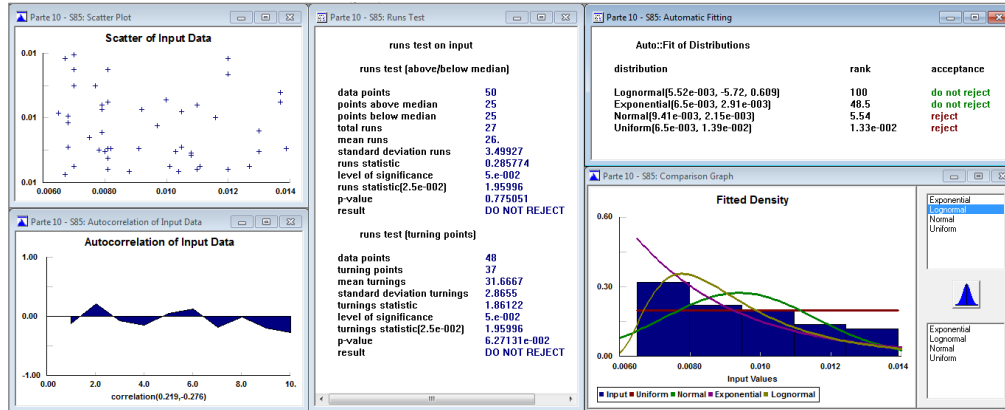 Parte 10 - S85: Scatter Plot
Scatter of Input Data
0.01
0.01
0.0060
0.0080
0.010
0.012
0.014
Parte 10 - S85: Autocorrelation of Input Data
Autocorrelation of Input Data
1.00
0.00
-1.00
0.00
2.0
4.0
6.0
8.0
10.
correlation(0.219,-0.276)
Parte 10 - S85: Runs Test
runs test on input
runs test (above/below median)
data points 50
points above median 25
points below median 25
total runs 27
mean runs 26.
standard deviation runs 3.49927
runs statistic 0.285774
level of significance 5.e-002
runs statistic(2.5e-002) 1.95996
p-value 0.775051
result DO NOT REJECT
runs test (turning points)
data points 48
turning points 37
mean turnings 31.6667
standard deviation turnings 2.8655
turnings statistic 1.86122
level of significance 5.e-002
turnings statistic(2.5e-002) 1.95996
p-value 6.27131e-002
result DO NOT REJECT
Parte 10 - S85: Automatic Fitting
Auto::Fit of Distributions
distribution rank acceptance
Lognormal(5.52e-003, -5.72, 0.609) 100 do not reject
Exponential(6.5e-003, 2.91e-003) 48.5 do not reject
Normal(9.41e-003, 2.15e-003) 5.54 reject
Uniform(6.5e-003, 1.39e-002) 1.33e-002 reject
Parte 10 - S85: Comparison Graph
Fitted Density
0.60
0.30
0.00
0.0060
0.0080
0.010
0.012
0.014
Input Values
Input Uniform Normal Exponential Lognormal
Exponential
Lognormal
Normal
Uniform
Exponential
Lognormal
Normal
Uniform